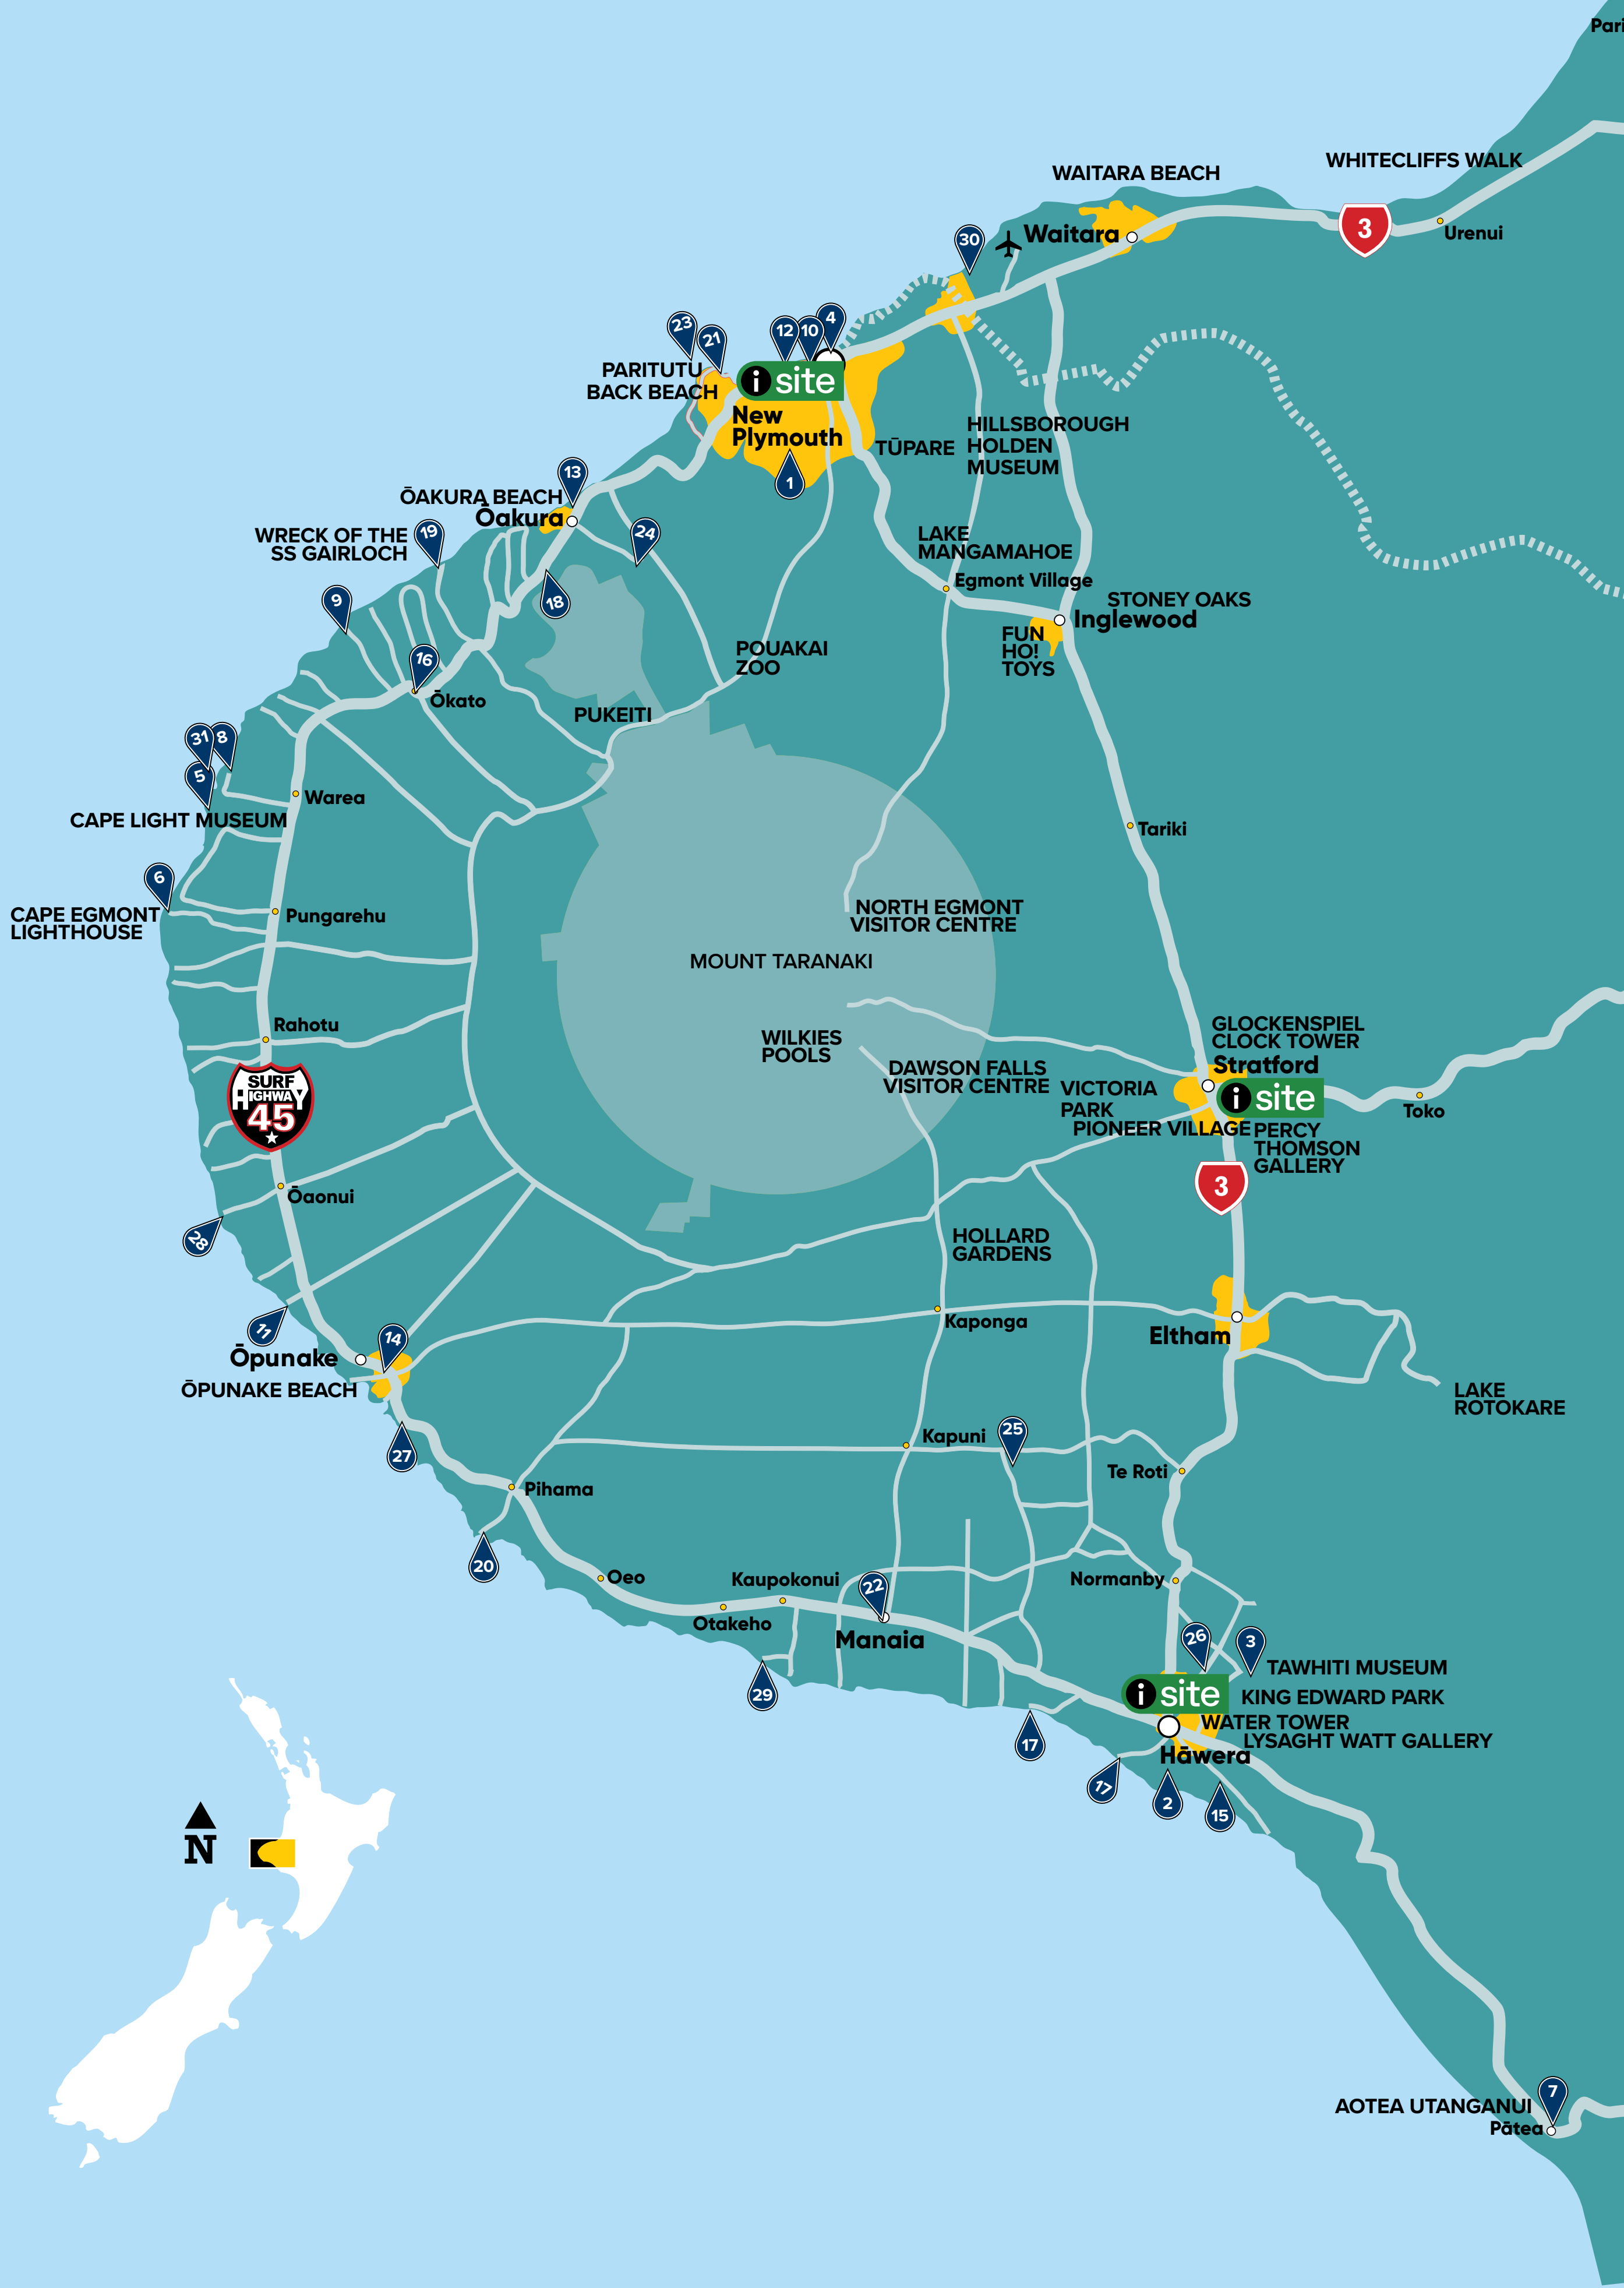 Pari
WHITECLIFFS WALK
WAITARA BEACH
3
Urenui
Waitara
30
23
21
12
10
4
PARITUTU
BACK BEACH
i site
New
Plymouth
1
TŪPARE
HILLSBOROUGH
HOLDEN
MUSEUM
13
ŌAKURA BEACH
Ōakura
WRECK OF THE
SS GAIRLOCH
19
24
18
LAKE
MANGAMAHOE
Egmont Village
STONEY OAKS
Inglewood
FUN
HO!
TOYS
9
16
Ōkato
POUAKAI
ZOO
PUKEITI
31
8
5
Warea
CAPE LIGHT MUSEUM
Tariki
6
CAPE EGMONT
LIGHTHOUSE
Pungarehu
NORTH EGMONT
VISITOR CENTRE
MOUNT TARANAKI
Rahotu
WILKIES
POOLS
DAWSON FALLS
VISITOR CENTRE
GLOCKENSPIEL
CLOCK TOWER
Stratford
i site
VICTORIA
PARK
PIONEER VILLAGE
PERCY
THOMSON
GALLERY
Toko
SURF
HIGHWAY
45
3
Ōaonui
28
HOLLARD
GARDENS
11
Kaponga
Eltham
14
Ōpunake
ŌPUNAKE BEACH
LAKE
ROTOKARE
27
Kapuni
25
Te Roti
Pihama
20
Oeo
Kaupokonui
Otakeho
22
Manaia
Normanby
29
26
3
TAWHITI MUSEUM
i site
KING EDWARD PARK
WATER TOWER
LYSAGHT WATT GALLERY
Hāwera
17
17
2
15
N
7
AOTEA UTANGANUI
Pātea